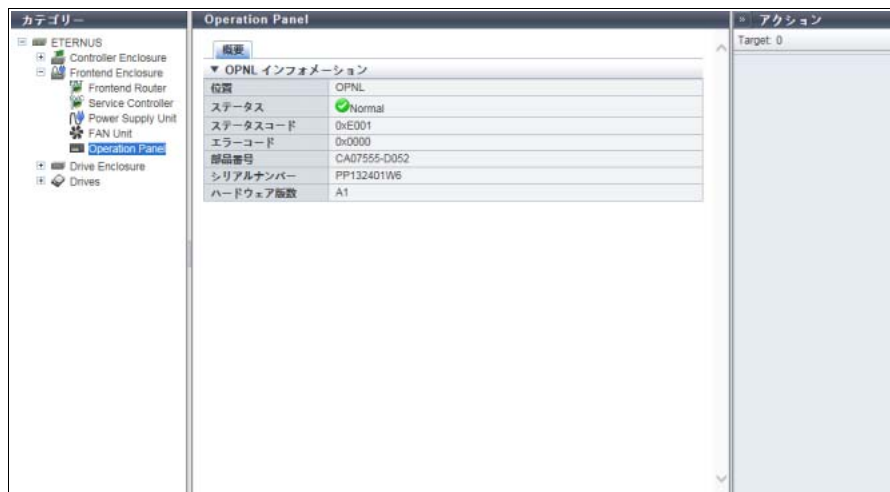 カテゴリー
ETERNUS
Controller Enclosure
Frontend Enclosure
Frontend Router
Service Controller
Power Supply Unit
FAN Unit
Operation Panel
Drive Enclosure
Drives
Operation Panel
概要
▼ OPNL インフォメーション
位置 OPNL
ステータス Normal
ステータスコード 0xE001
エラーコード 0x0000
部品番号 CA07555-D052
シリアルナンバー PP132401W6
ハードウェア版数 A1
» アクション
Target: 0